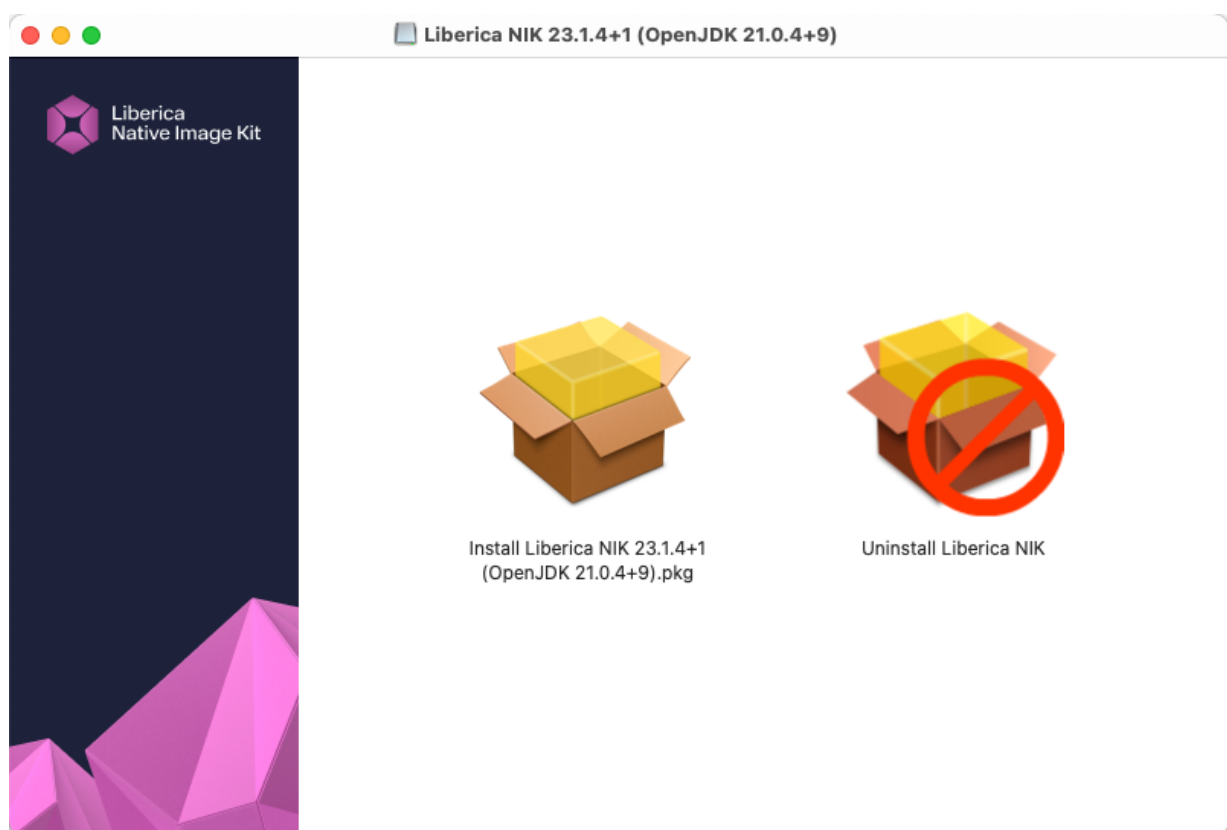 Liberica NIK 23.1.4+1 (OpenJDK 21.0.4+9)
Liberica
Native Image Kit
Install Liberica NIK 23.1.4+1
(OpenJDK 21.0.4+9).pkg
Uninstall Liberica NIK